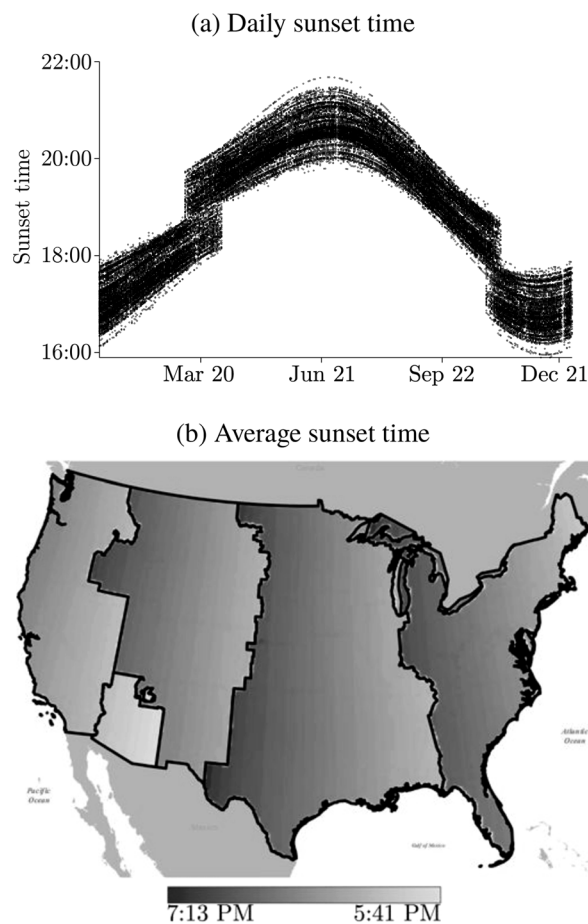 (a) Daily sunset time
22:00
20:00
18:00
16:00
Sunset time
Mar 20
Jun 21
Sep 22
Dec 21
(b) Average sunset time
Canada
Pacific
Ocean
Atlantic
Ocean
Mexico
Gulf of Mexico
7:13 PM
5:41 PM